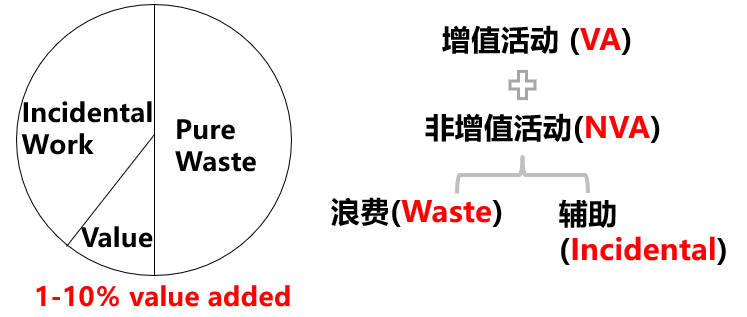 Incidental
Work
Pure
Waste
Value
1-10% value added
增值活动 (VA)
非增值活动(NVA)
浪费(Waste)
辅助
(Incidental)